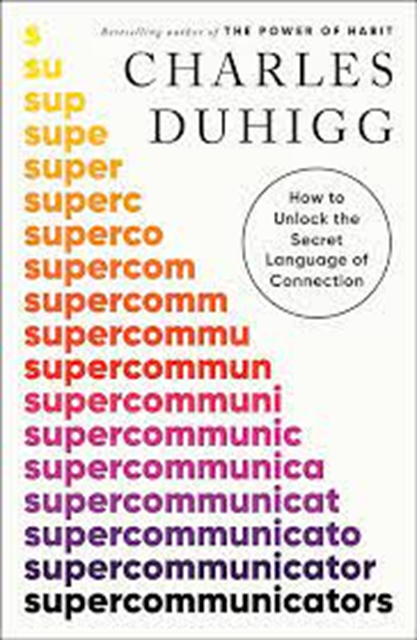 Bestselling author of THE POWER OF HABIT
CHARLES
DUHIGG
How to
Unlock the
Secret
Language of
Connection
s
su
sup
supe
super
superc
superco
supercom
supercomm
supercommu
supercommun
supercommuni
supercommunic
supercommunica
supercommunicat
supercommunicato
supercommunicator
supercommunicators